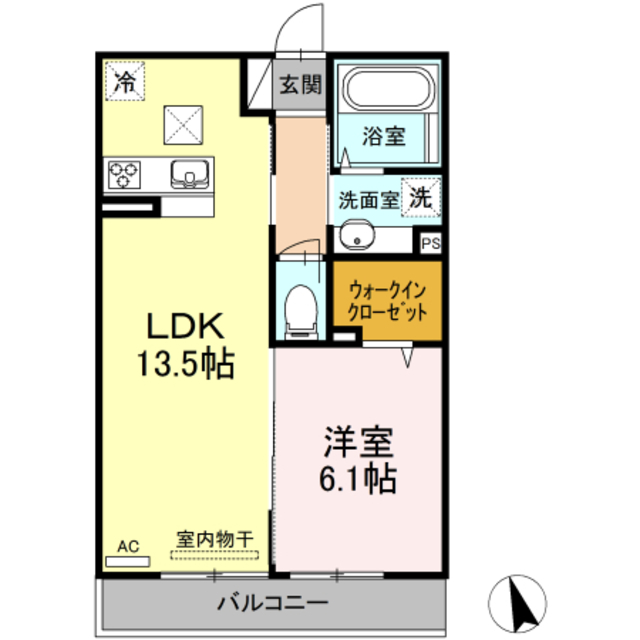 冷
玄関
浴室
洗面室
洗
PS
ウォークイン
クローゼット
LDK
13.5帖
洋室
6.1帖
室内物干
AC
バルコニー